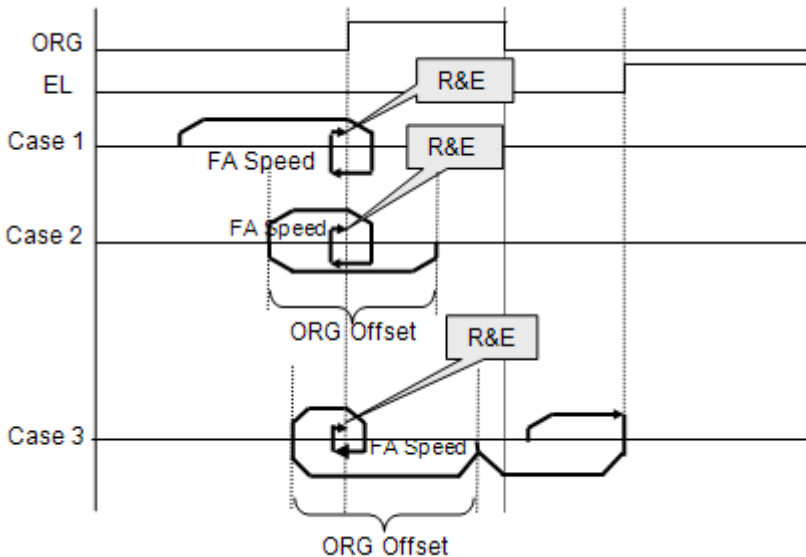 ORG
R&E
EL
Case 1
R&E
FA Speed
Case 2
FA Speed
ORG Offset
R&E
Case 3
FA Speed
ORG Offset